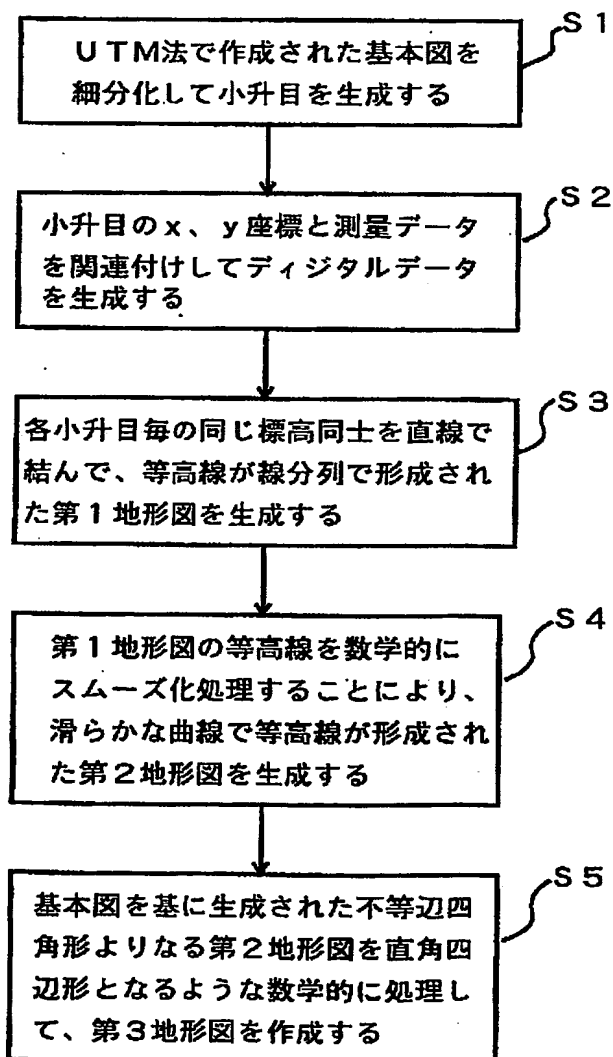 S1
UTM法で作成された基本図を
細分化して小升目を生成する
S2
小升目のx、y座標と測量データ
を関連付けしてディジタルデータ
を生成する
S3
各小升目毎の同じ標高同士を直線で
結んで、等高線が線分列で形成され
た第1地形図を生成する
S4
第1地形図の等高線を数学的に
スムーズ化処理することにより、
滑らかな曲線で等高線が形成され
た第2地形図を生成する
S5
基本図を基に生成された不等辺四
角形よりなる第2地形図を直角四
辺形となるような数学的に処理し
て、第3地形図を作成する